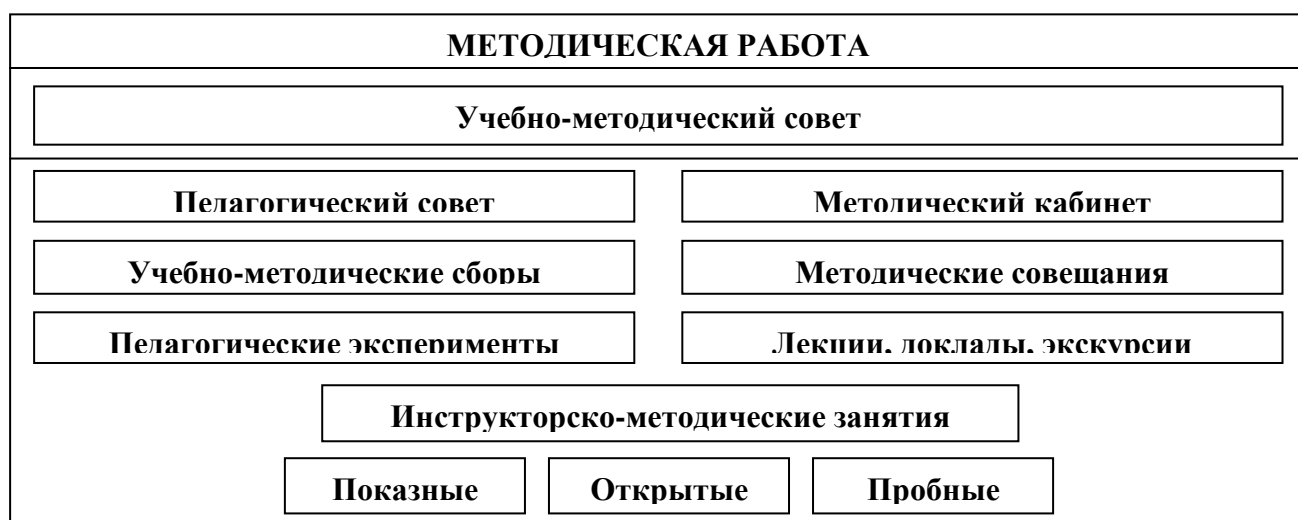 МЕТОДИЧЕСКАЯ РАБОТА
Учебно-методический совет
Педагогический совет
Методический кабинет
Учебно-методические сборы
Методические совещания
Педагогические эксперименты
Лекции, доклады, экскурсии
Инструкторско-методические занятия
Показные
Открытые
Пробные